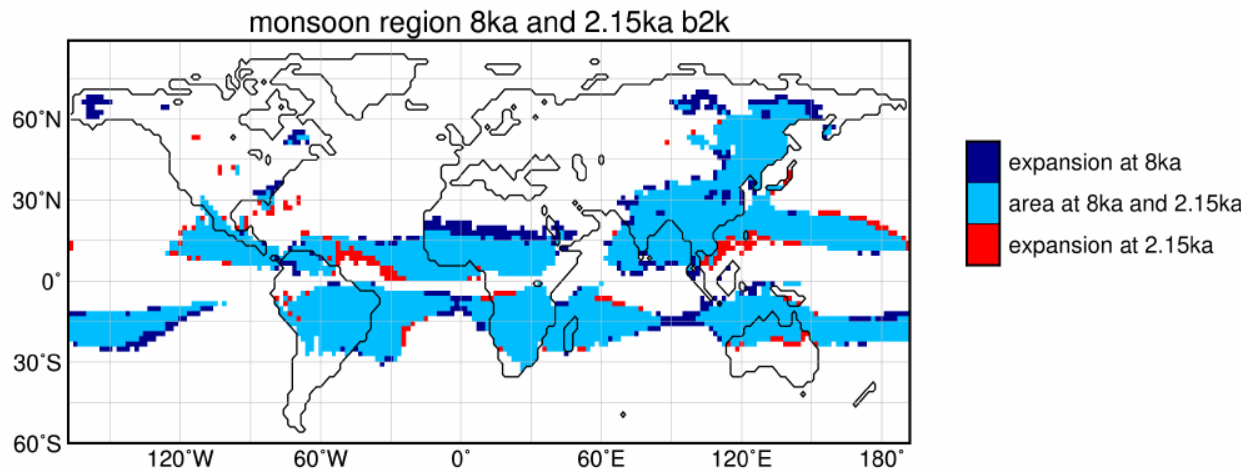 monsoon region 8ka and 2.15ka b2k
60˚N
30˚N
0˚
30˚S
60˚S
120˚W
60˚W
0˚
60˚E
120˚E
180˚
expansion at 8ka
area at 8ka and 2.15ka
expansion at 2.15ka